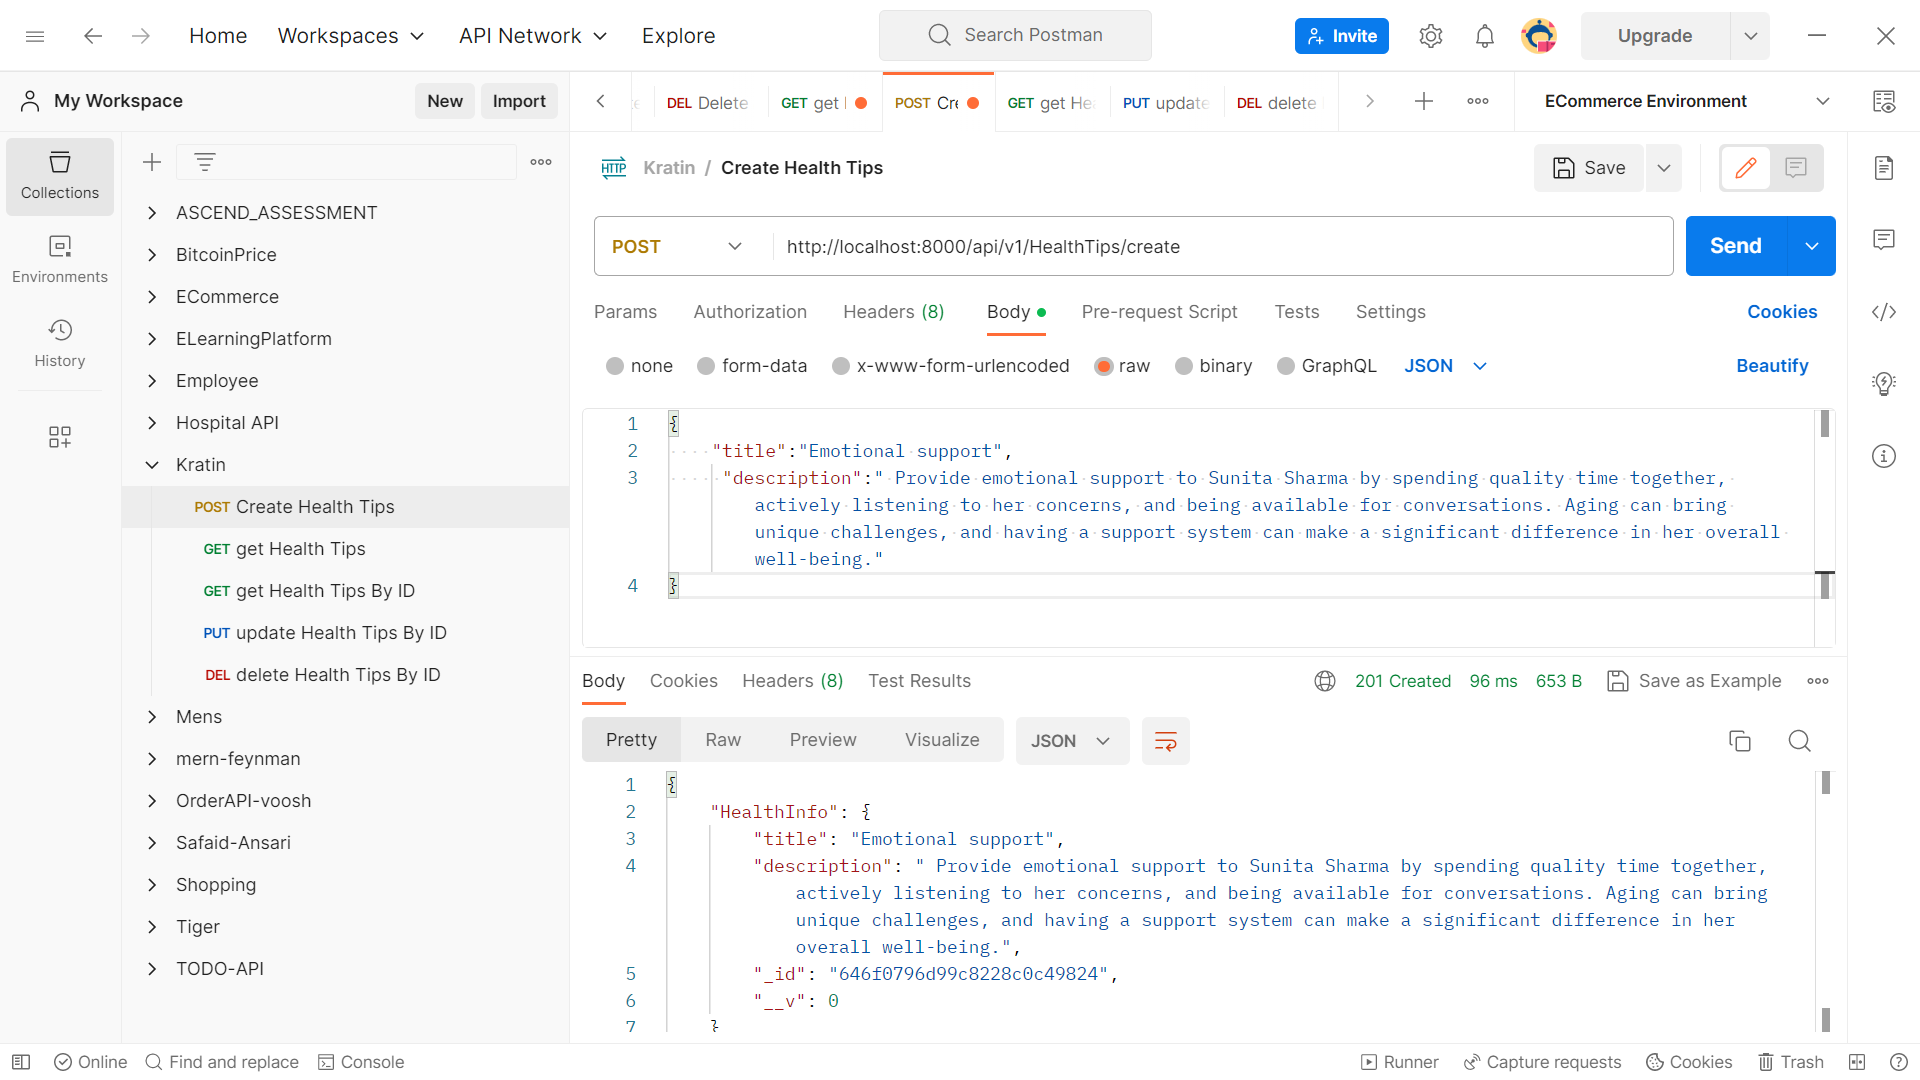 Home Workspaces API Network Explore Search Postman Invite Upgrade
My Workspace New Import
DEL Delete GET get POST Cre GET get He PUT update DEL delete ECommerce Environment
Collections
Environments
History
ASCEND_ASSESSMENT
BitcoinPrice
ECommerce
ELearningPlatform
Employee
Hospital API
Kratin
POST Create Health Tips
GET get Health Tips
GET get Health Tips By ID
PUT update Health Tips By ID
DEL delete Health Tips By ID
Mens
mern-feynman
OrderAPI-voosh
Safaid-Ansari
Shopping
Tiger
TODO-API
HTTP Kratin / Create Health Tips Save
POST http://localhost:8000/api/v1/HealthTips/create Send
Params Authorization Headers (8) Body Pre-request Script Tests Settings Cookies
none form-data x-www-form-urlencoded raw binary GraphQL JSON Beautify
1 {
2 "title":"Emotional support",
3 "description":" Provide emotional support to Sunita Sharma by spending quality time together,
actively listening to her concerns, and being available for conversations. Aging can bring
unique challenges, and having a support system can make a significant difference in her overall
well-being."
4 }
Body Cookies Headers (8) Test Results 201 Created 96 ms 653 B Save as Example
Pretty Raw Preview Visualize JSON
1 {
2 "HealthInfo": {
3 "title": "Emotional support",
4 "description": " Provide emotional support to Sunita Sharma by spending quality time together,
actively listening to her concerns, and being available for conversations. Aging can bring
unique challenges, and having a support system can make a significant difference in her
overall well-being.",
5 "_id": "646f0796d99c8228c0c49824",
6 "__v": 0
7 }
Online Find and replace Console Runner Capture requests Cookies Trash